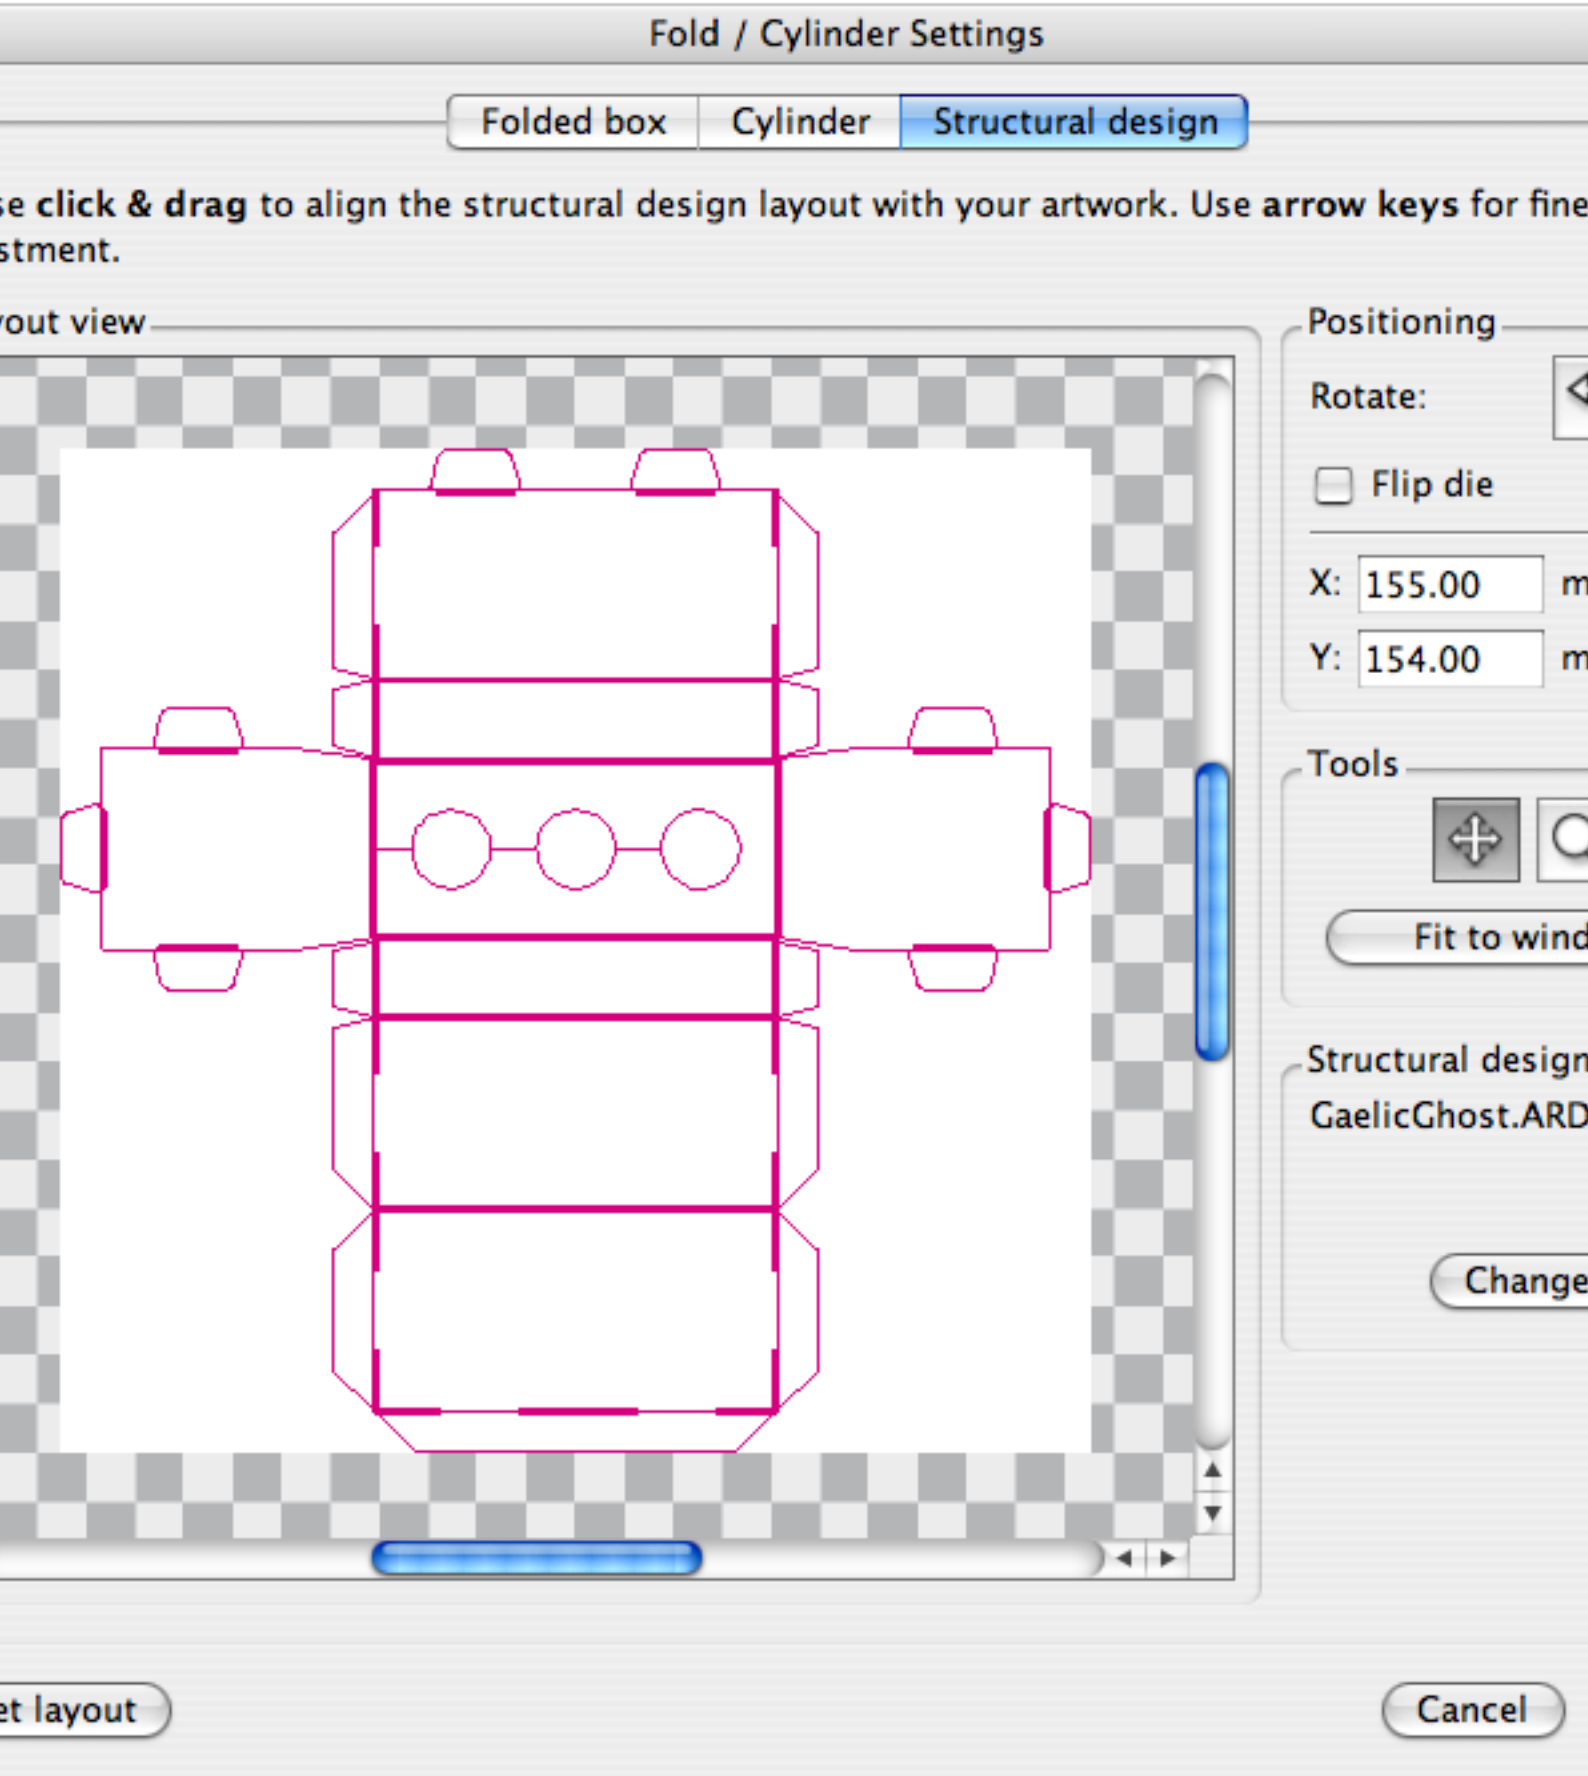 Fold / Cylinder Settings
Folded box Cylinder Structural design
se click & drag to align the structural design layout with your artwork. Use arrow keys for fine
stment.
yout view
Positioning
Rotate:
Flip die
X: 155.00 m
Y: 154.00 m
Tools
Fit to wind
Structural design
GaelicGhost.ARD
Change
et layout
Cancel